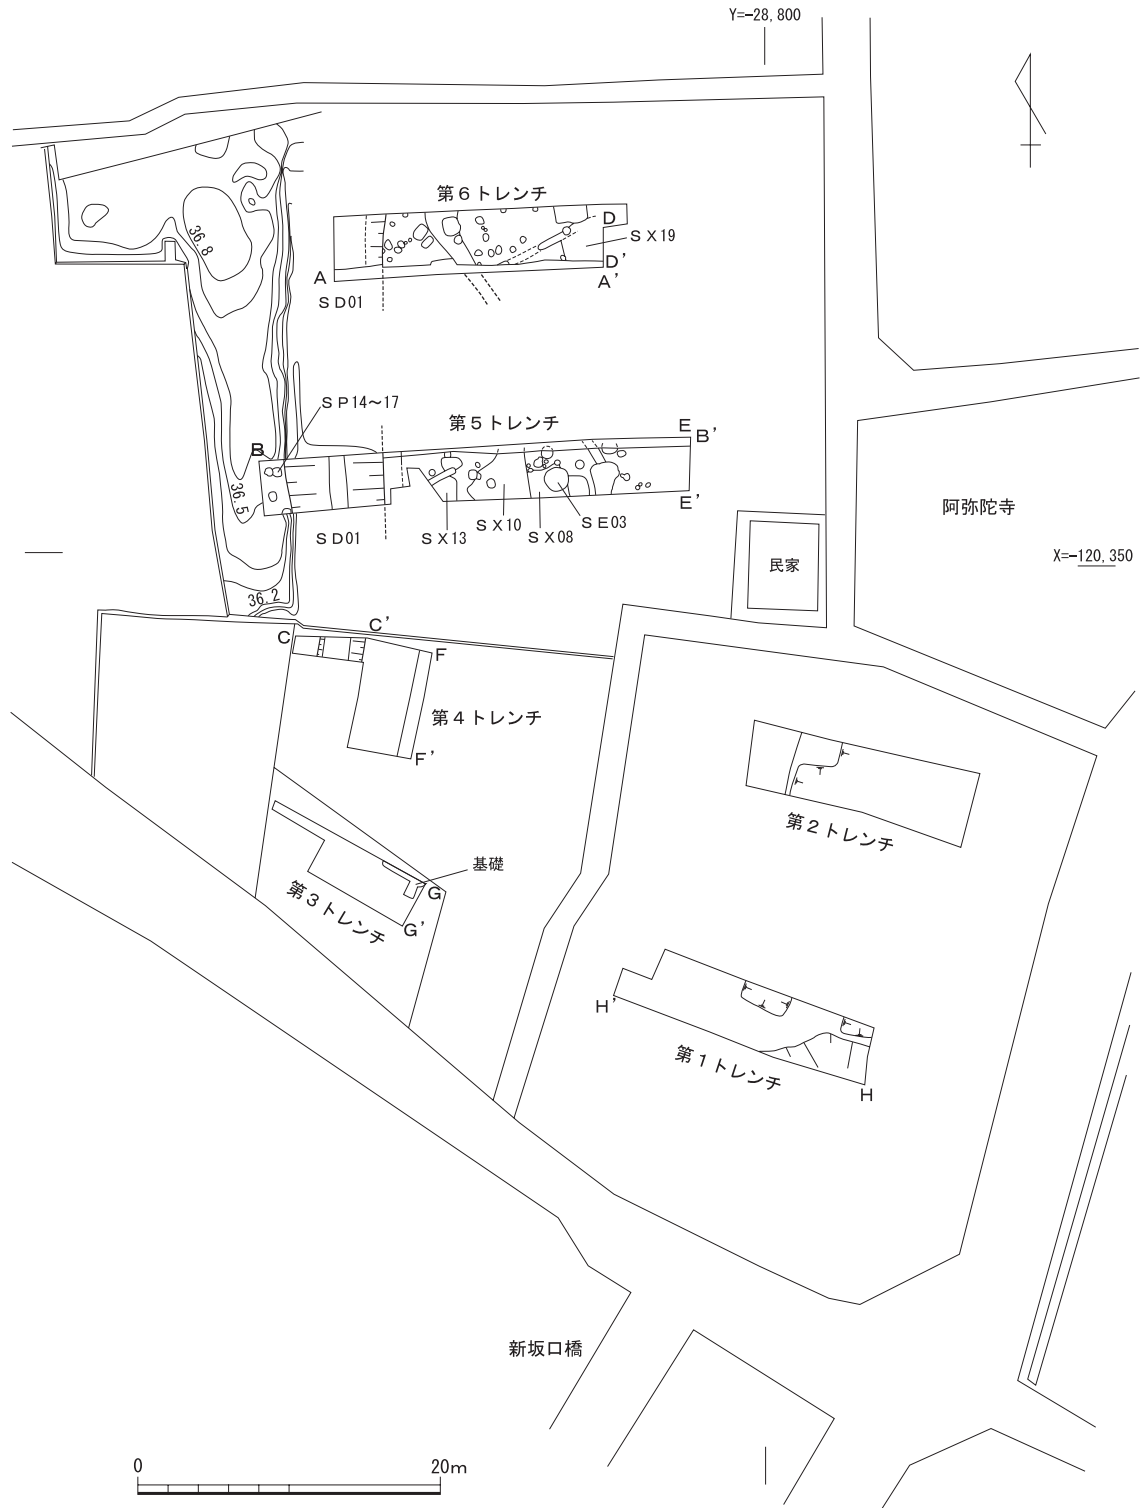 Y=-28,800
第6トレンチ
D
SX19
36.8
D'
A
A'
SD01
SP14～17
第5トレンチ
E
B'
B
36.5
E'
阿弥陀寺
SX10
SE03
SD01
SX13
SX08
X=-120,350
民家
36.2
C'
C
F
第4トレンチ
F'
第2トレンチ
基礎
G
第3トレンチ
G'
H'
第1トレンチ
H
新坂口橋
0
20m